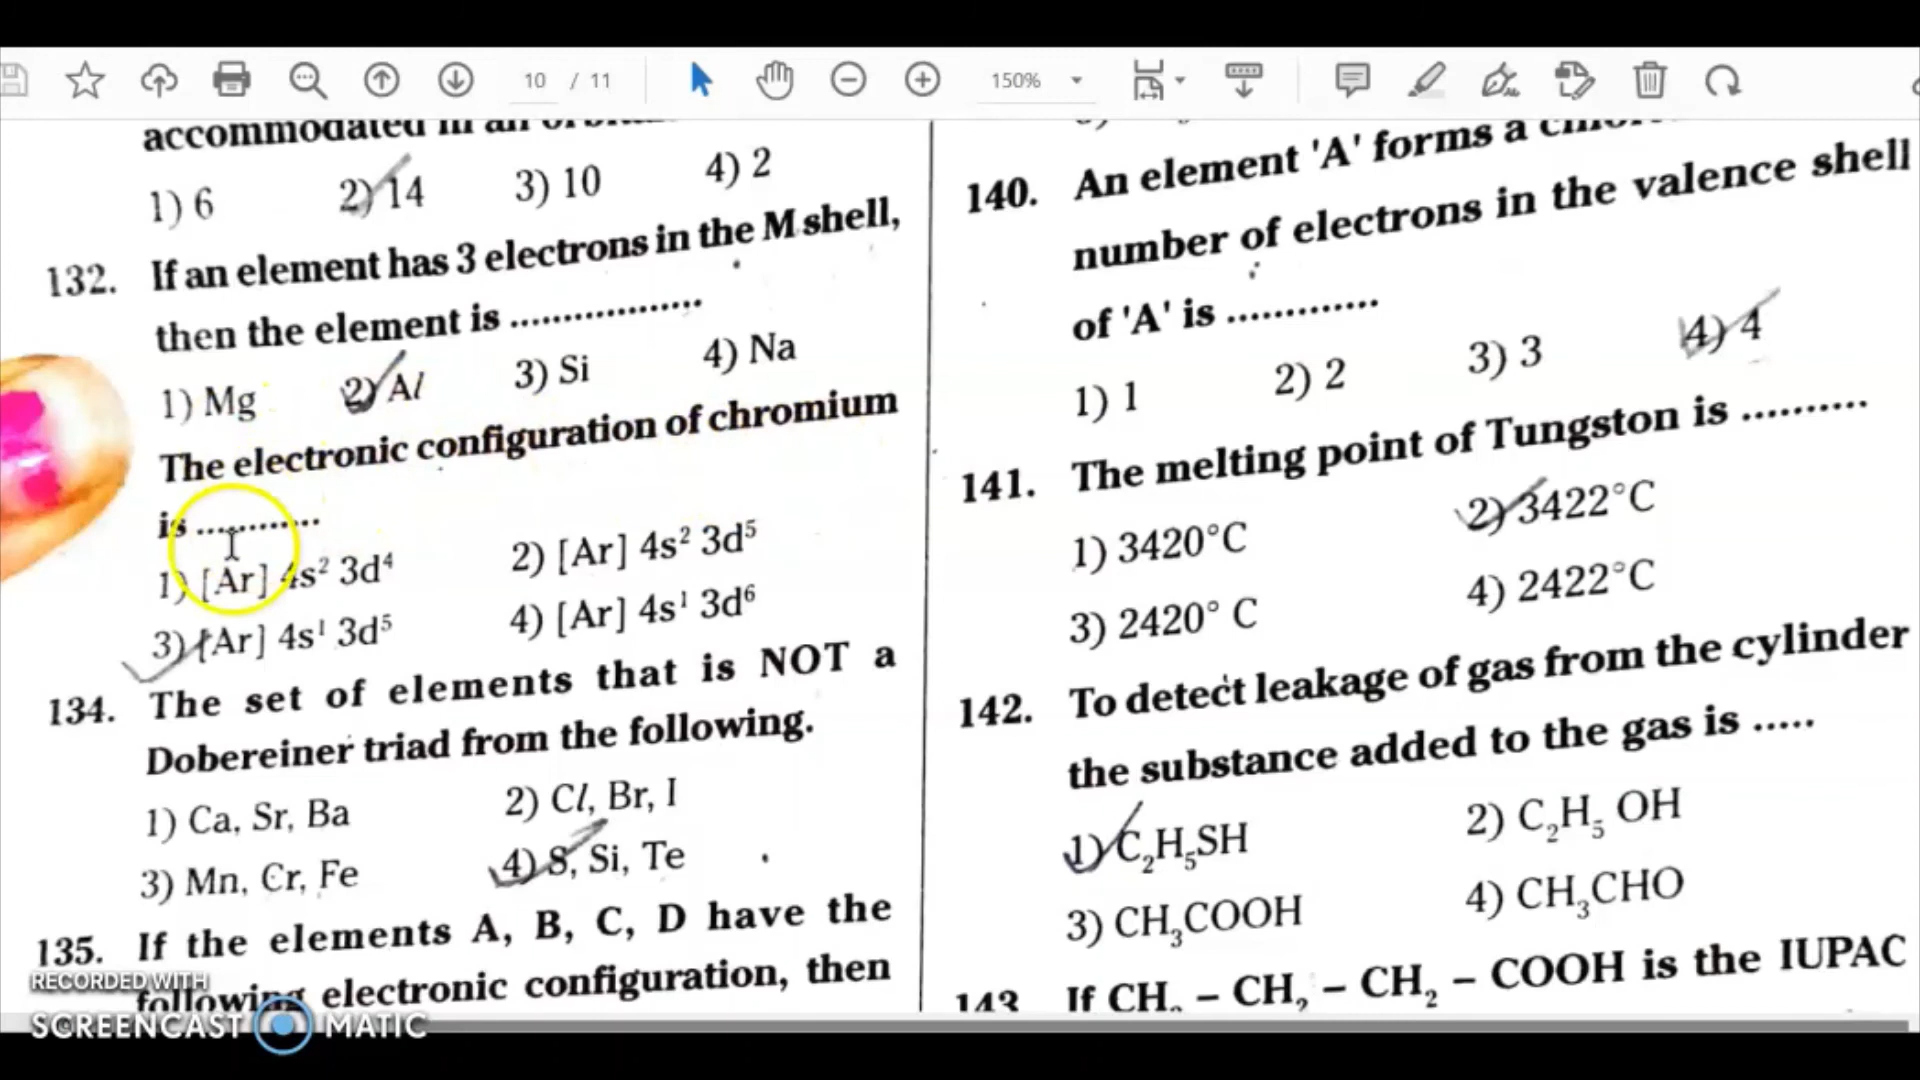 10 / 11
150%
accommodated in an
1) 6 2) 14 3) 10 4) 2
132. If an element has 3 electrons in the M shell,
then the element is ..................
1) Mg 2) Al 3) Si 4) Na
The electronic configuration of chromium
is ............
1) [Ar] 4s² 3d⁴ 2) [Ar] 4s² 3d⁵
3) [Ar] 4s¹ 3d⁵ 4) [Ar] 4s¹ 3d⁶
134. The set of elements that is NOT a
Dobereiner triad from the following.
1) Ca, Sr, Ba 2) Cl, Br, I
3) Mn, Cr, Fe 4) S, Si, Te
135. If the elements A, B, C, D have the
following electronic configuration, then
140. An element 'A' forms a
number of electrons in the valence shell
of 'A' is .............
1) 1 2) 2 3) 3 4) 4
141. The melting point of Tungston is ..........
1) 3420°C 2) 3422°C
3) 2420° C 4) 2422°C
142. To detect leakage of gas from the cylinder
the substance added to the gas is .....
1) C₂H₅SH 2) C₂H₅ OH
3) CH₃COOH 4) CH₃CHO
143 If CH₃ – CH₂ – CH₂ – COOH is the IUPAC
RECORDED WITH
SCREENCAST MATIC